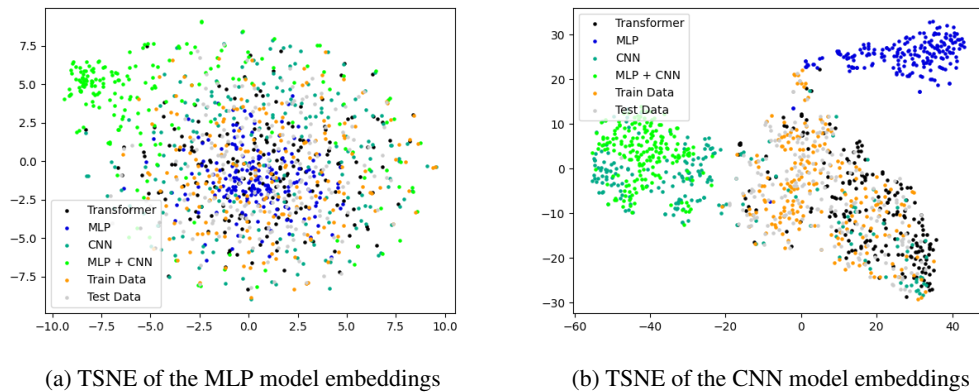 7.5
5.0
2.5
0.0
−2.5
−5.0
−7.5
Transformer
MLP
CNN
MLP + CNN
Train Data
Test Data
−10.0 −7.5 −5.0 −2.5 0.0 2.5 5.0 7.5 10.0
(a) TSNE of the MLP model embeddings
30
20
10
0
−10
−20
−30
Transformer
MLP
CNN
MLP + CNN
Train Data
Test Data
−60 −40 −20 0 20 40
(b) TSNE of the CNN model embeddings